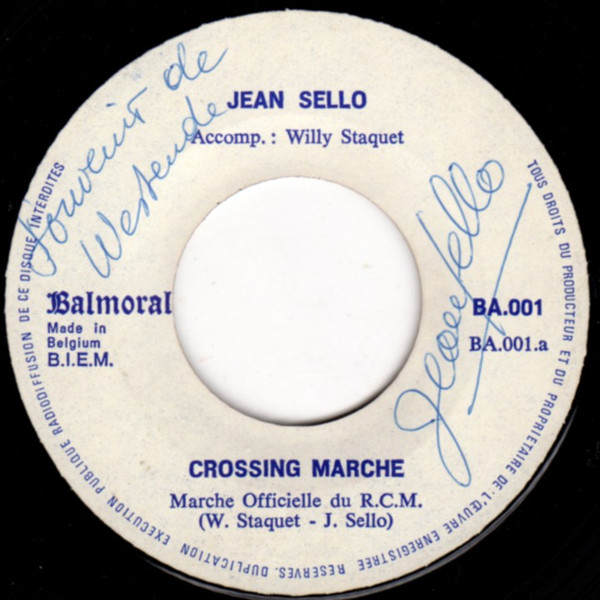 JEAN SELLO
Accomp.: Willy Staquet
Souvenir de
Westende
Balmoral
Made in
Belgium
B.I.E.M.
BA.001
BA.001.a
Jean Sello
CROSSING MARCHE
Marche Officielle du R.C.M.
(W. Staquet - J. Sello)
TOUS DROITS DU PRODUCTEUR ET DU PROPRIETAIRE DE L'ŒUVRE ENREGISTREE RESERVES. DUPLICATION EXECUTION PUBLIQUE RADIODIFFUSION DE CE DISQUE INTERDITES